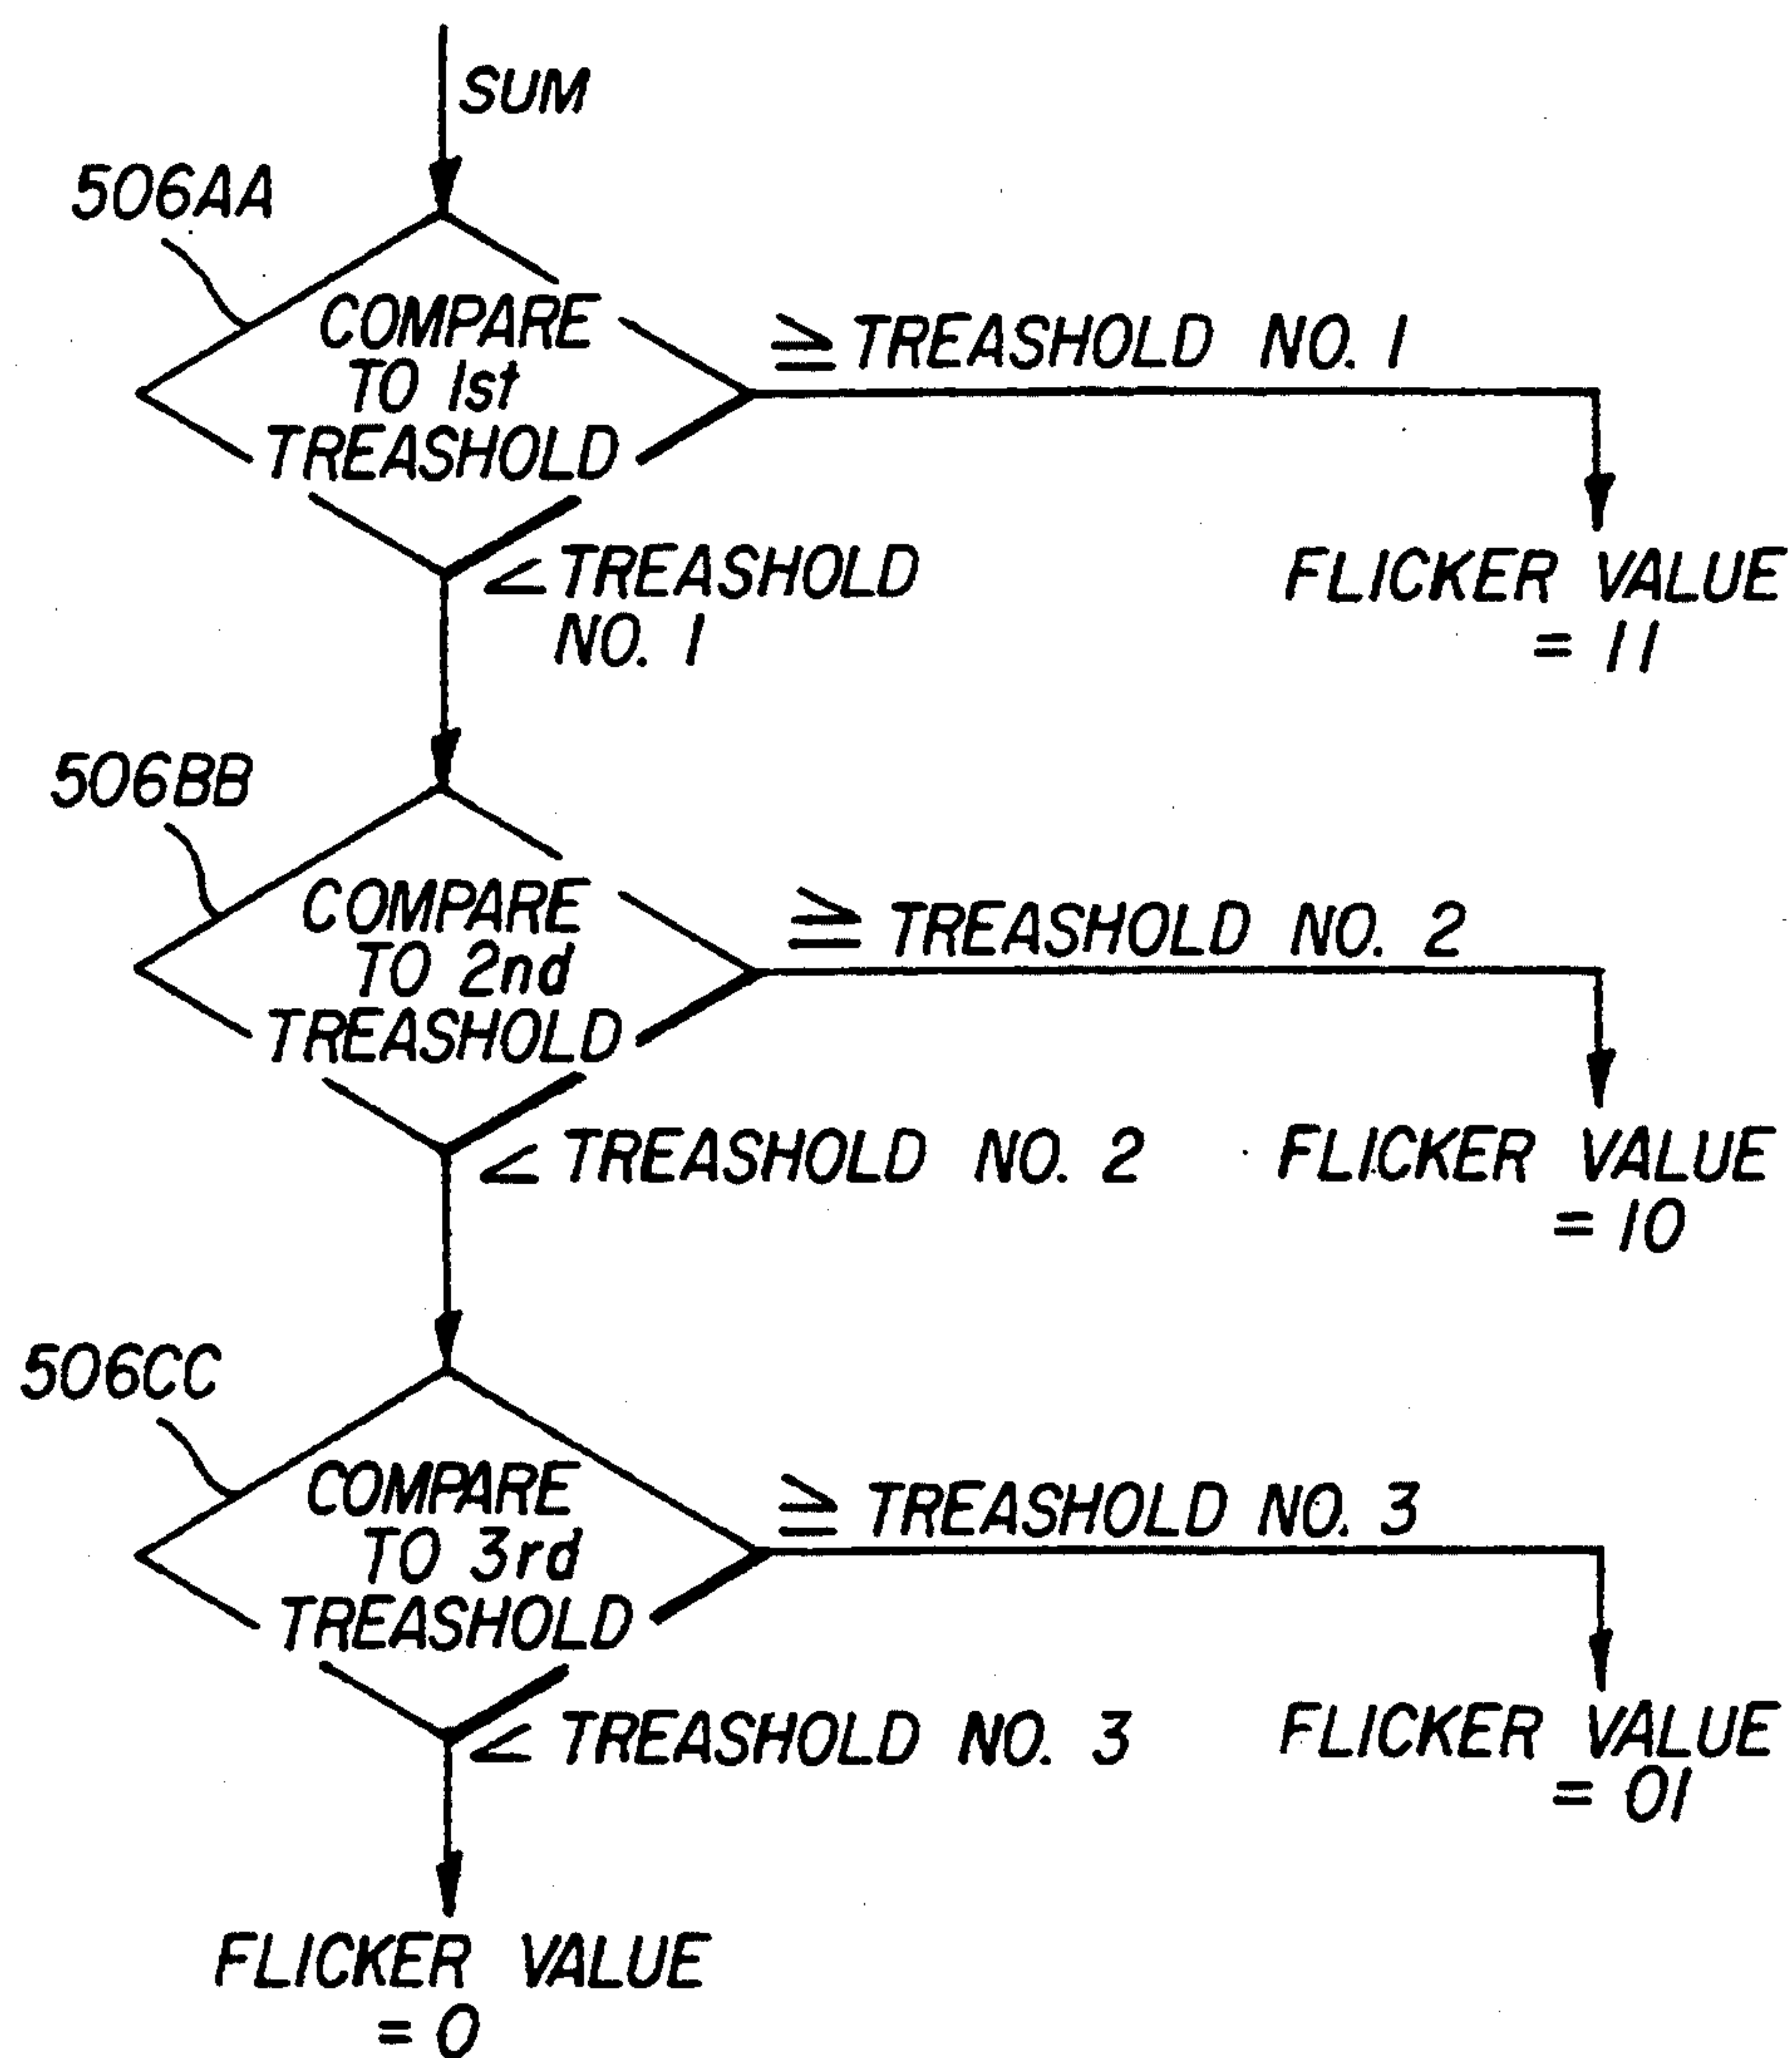 SUM
506AA
COMPARE
TO 1st
TREASHOLD
≧ TREASHOLD NO. 1
< TREASHOLD
NO. 1
FLICKER VALUE
= 11
506BB
COMPARE
TO 2nd
TREASHOLD
≧ TREASHOLD NO. 2
< TREASHOLD NO. 2
FLICKER VALUE
= 10
506CC
COMPARE
TO 3rd
TREASHOLD
≧ TREASHOLD NO. 3
< TREASHOLD NO. 3
FLICKER VALUE
= 01
FLICKER VALUE
= 0